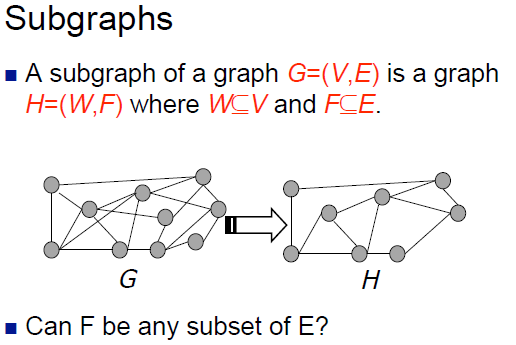 Subgraphs
A subgraph of a graph G=(V,E) is a graph
H=(W,F) where W⊆V and F⊆E.
G
H
Can F be any subset of E?